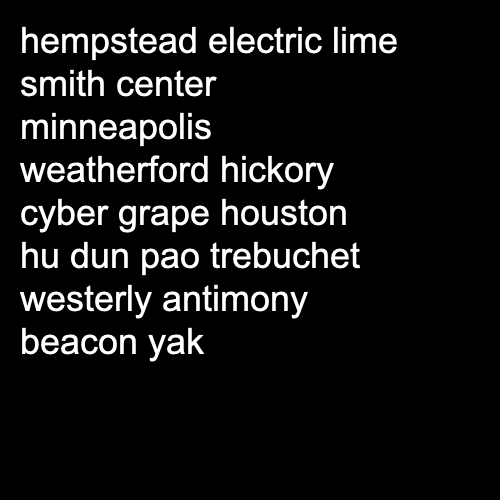 hempstead electric lime
smith center
minneapolis
weatherford hickory
cyber grape houston
hu dun pao trebuchet
westerly antimony
beacon yak